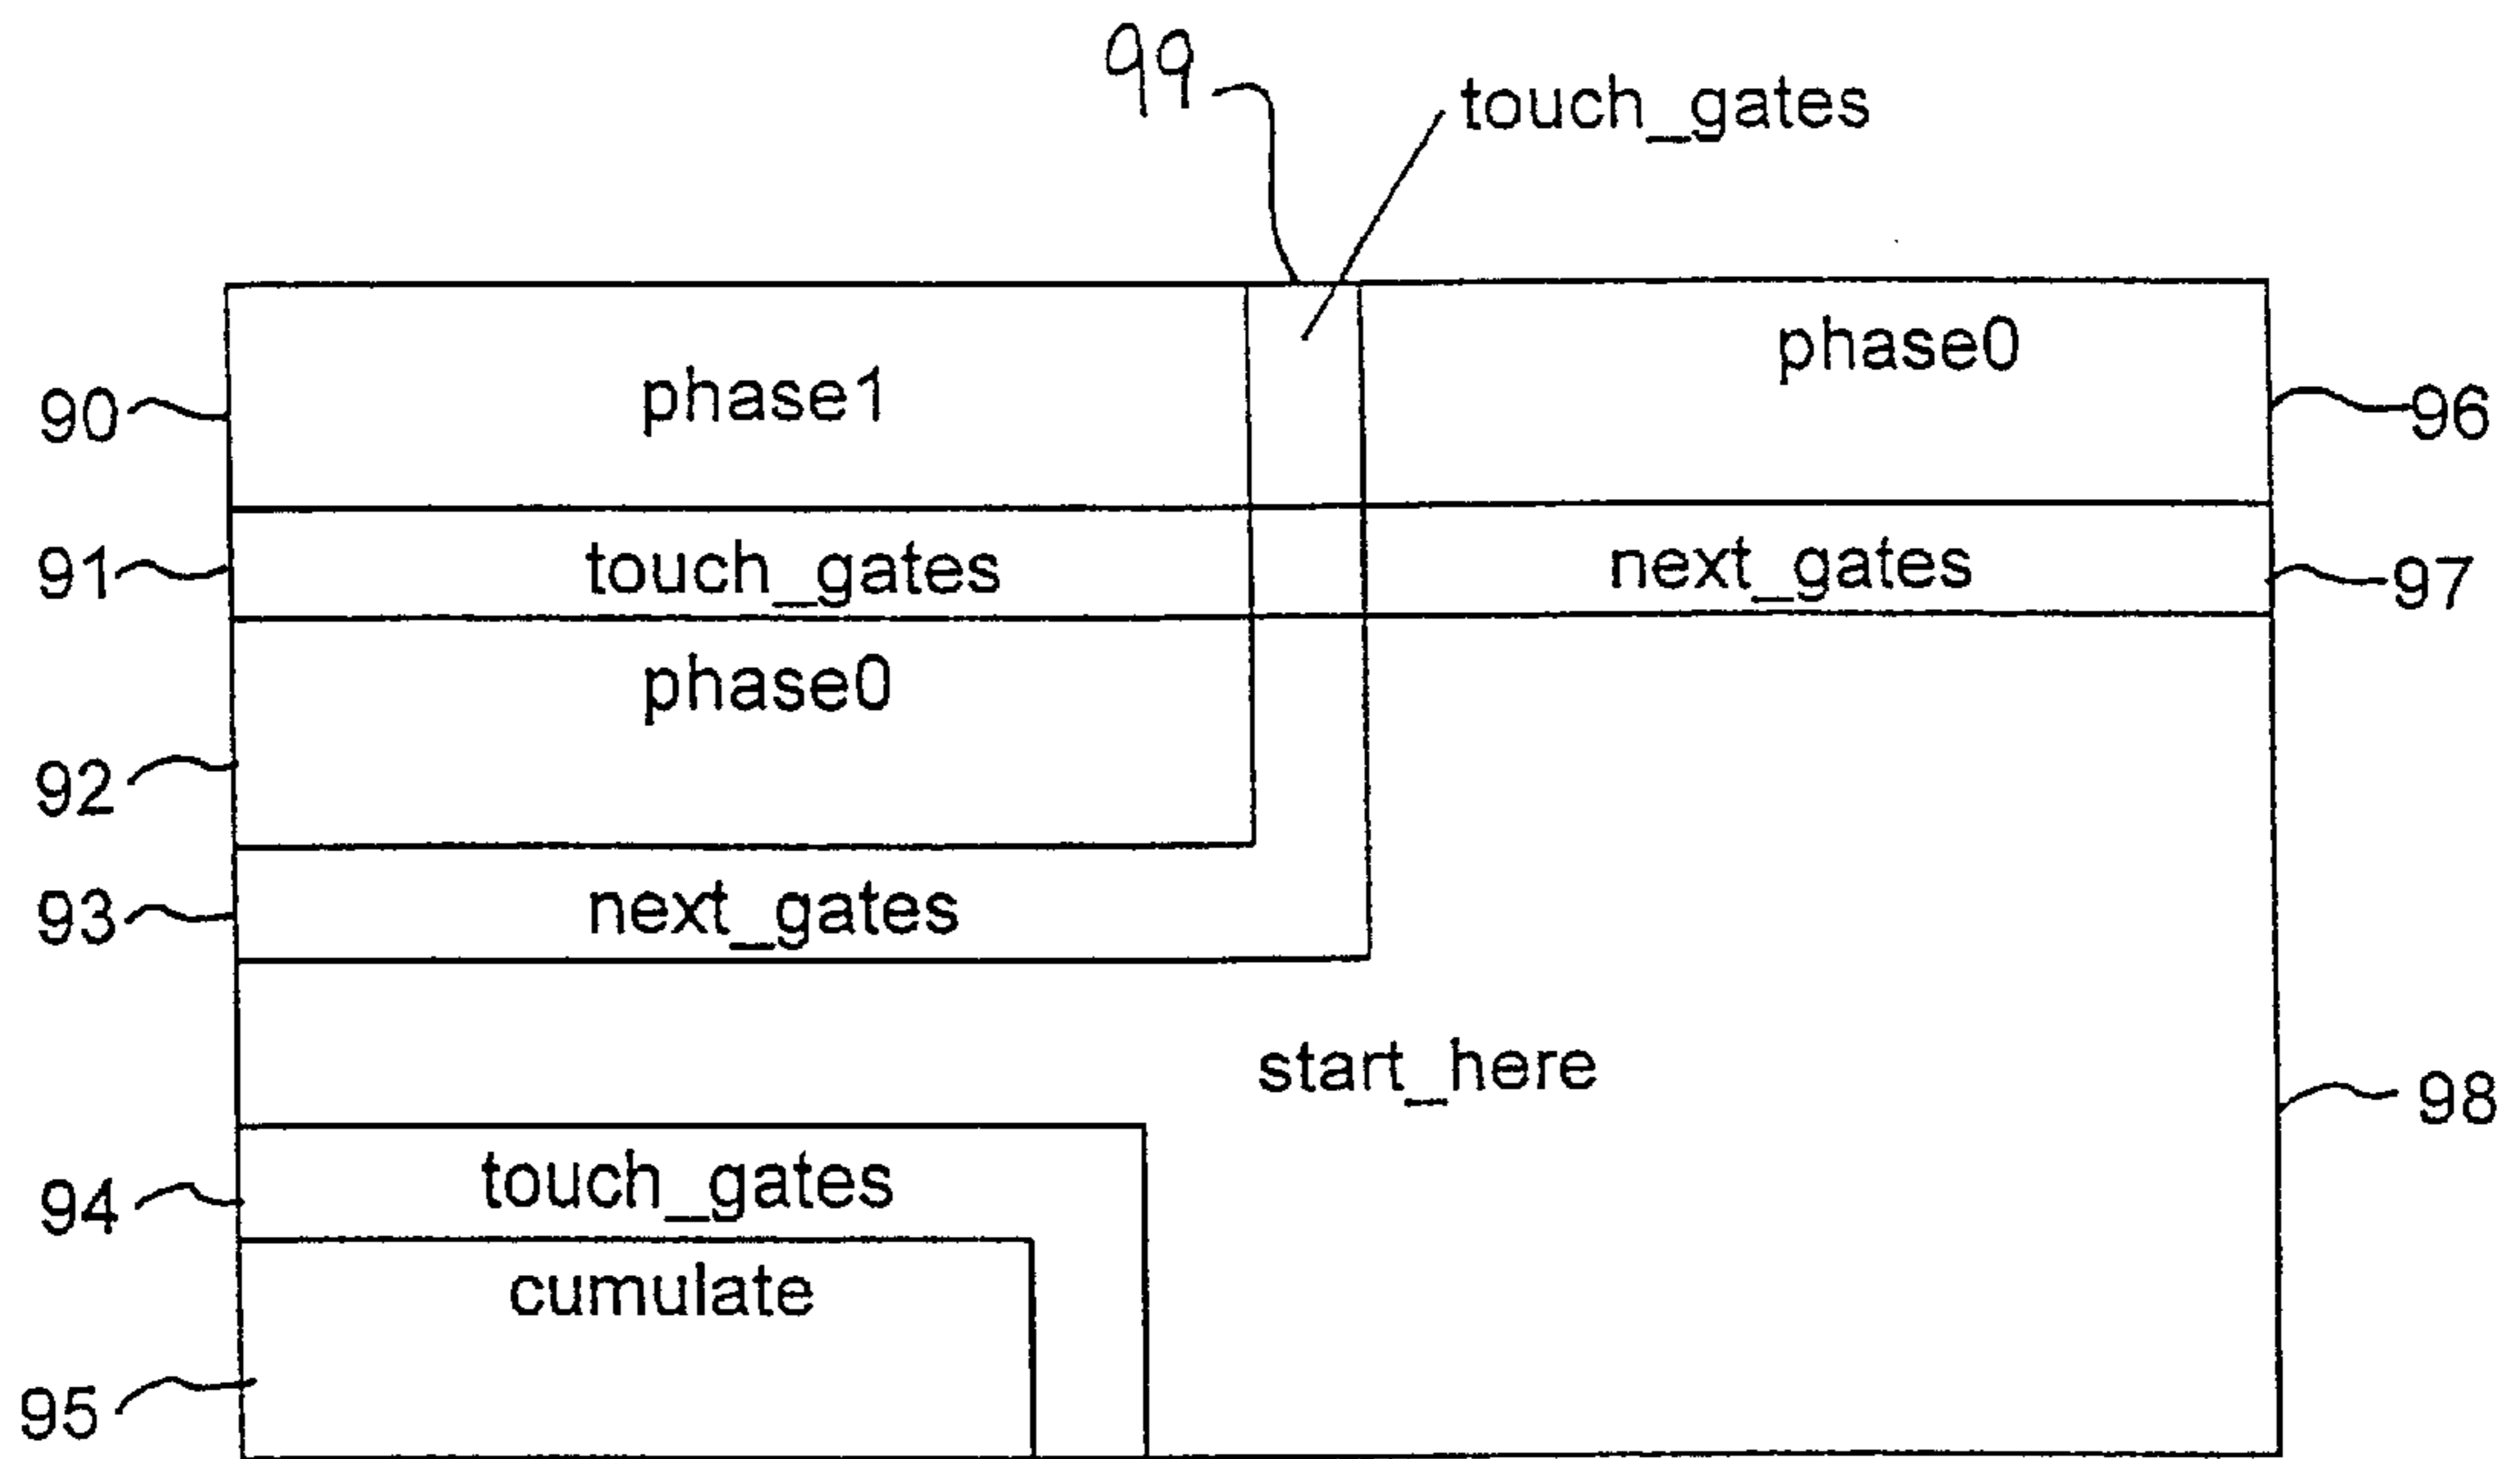 99
touch_gates
phase0
phase1
90
96
91
touch_gates
next_gates
97
phase0
92
93
next_gates
start_here
98
94
touch_gates
cumulate
95